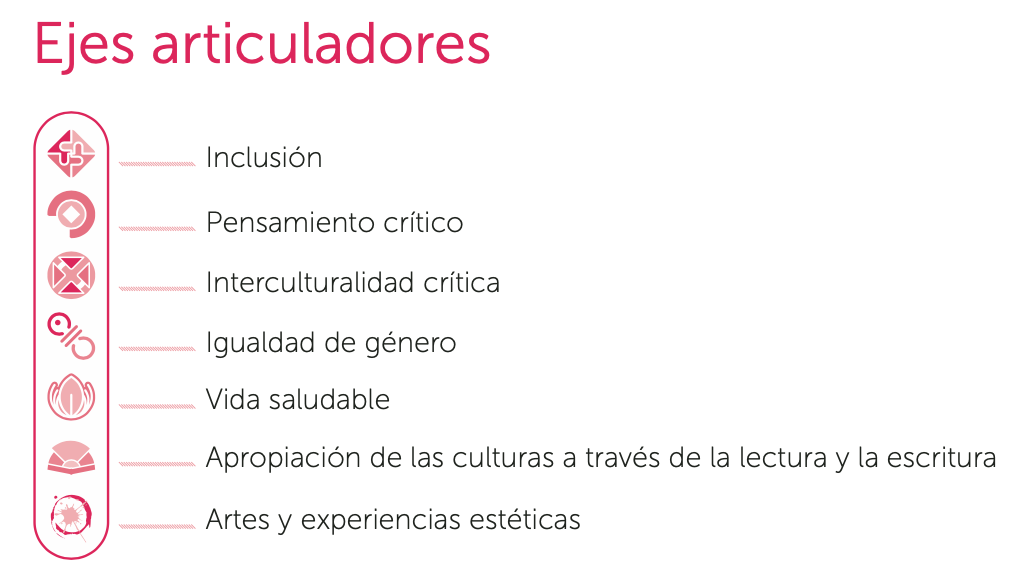 Ejes articuladores
Inclusión
Pensamiento crítico
Interculturalidad crítica
Igualdad de género
Vida saludable
Apropiación de las culturas a través de la lectura y la escritura
Artes y experiencias estéticas